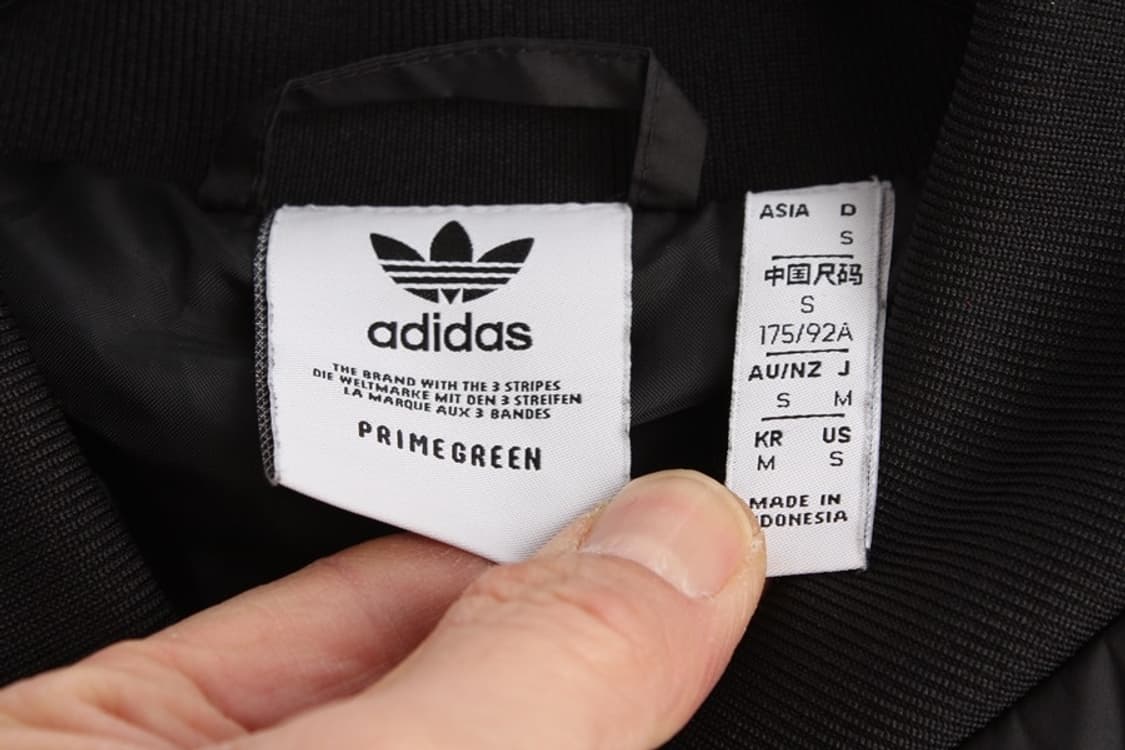 adidas
THE BRAND WITH THE 3 STRIPES
DIE WELTMARKE MIT DEN 3 STREIFEN
LA MARQUE AUX 3 BANDES
PRIMEGREEN
ASIA D
S
中国尺码
S
175/92A
AU/NZ J
S M
KR US
M S
MADE IN
DONESIA